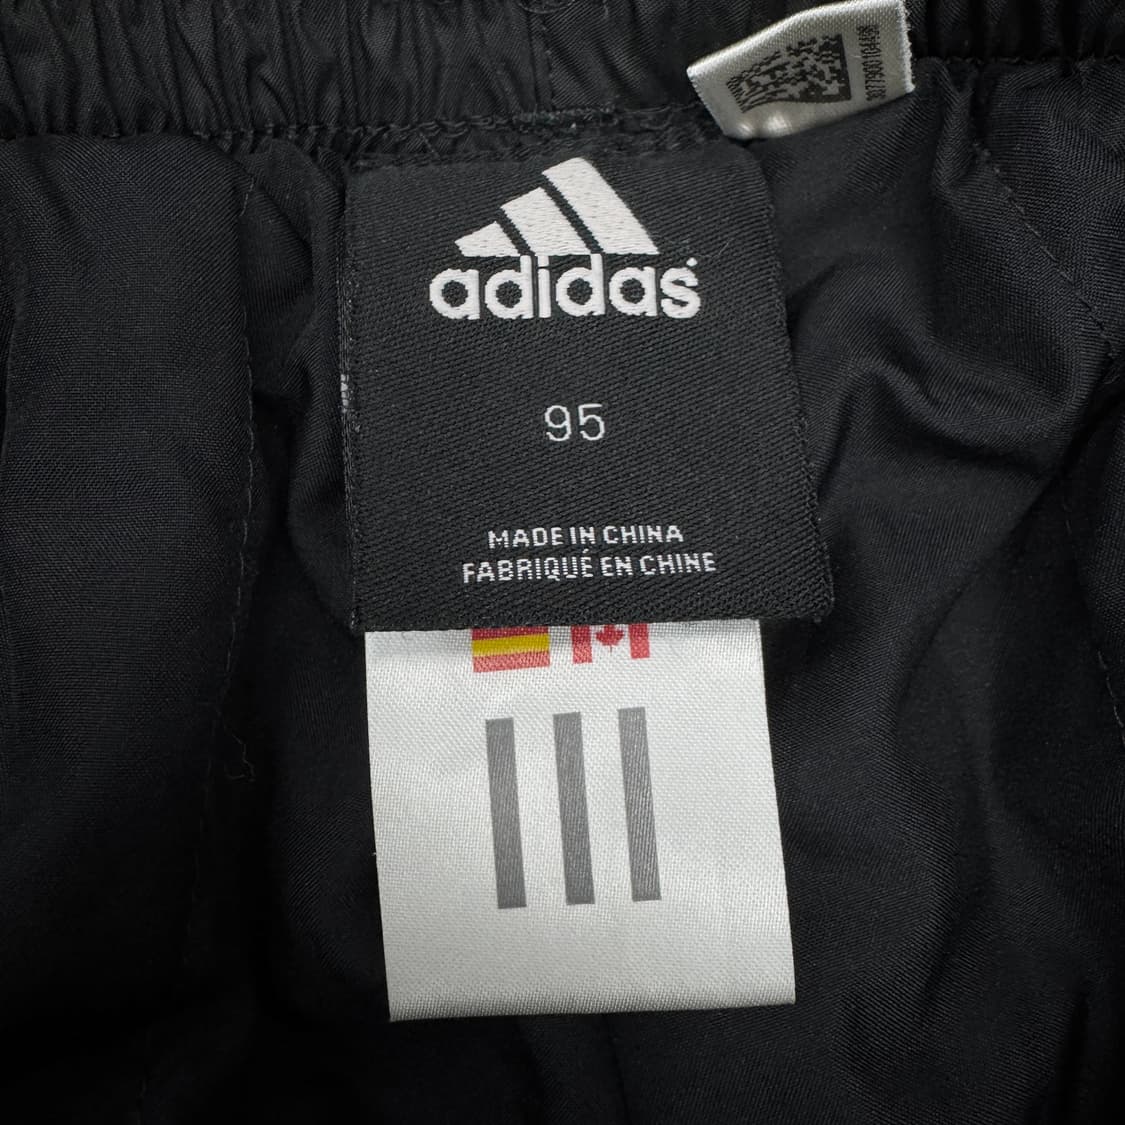 adidas
95
MADE IN CHINA
FABRIQUÉ EN CHINE